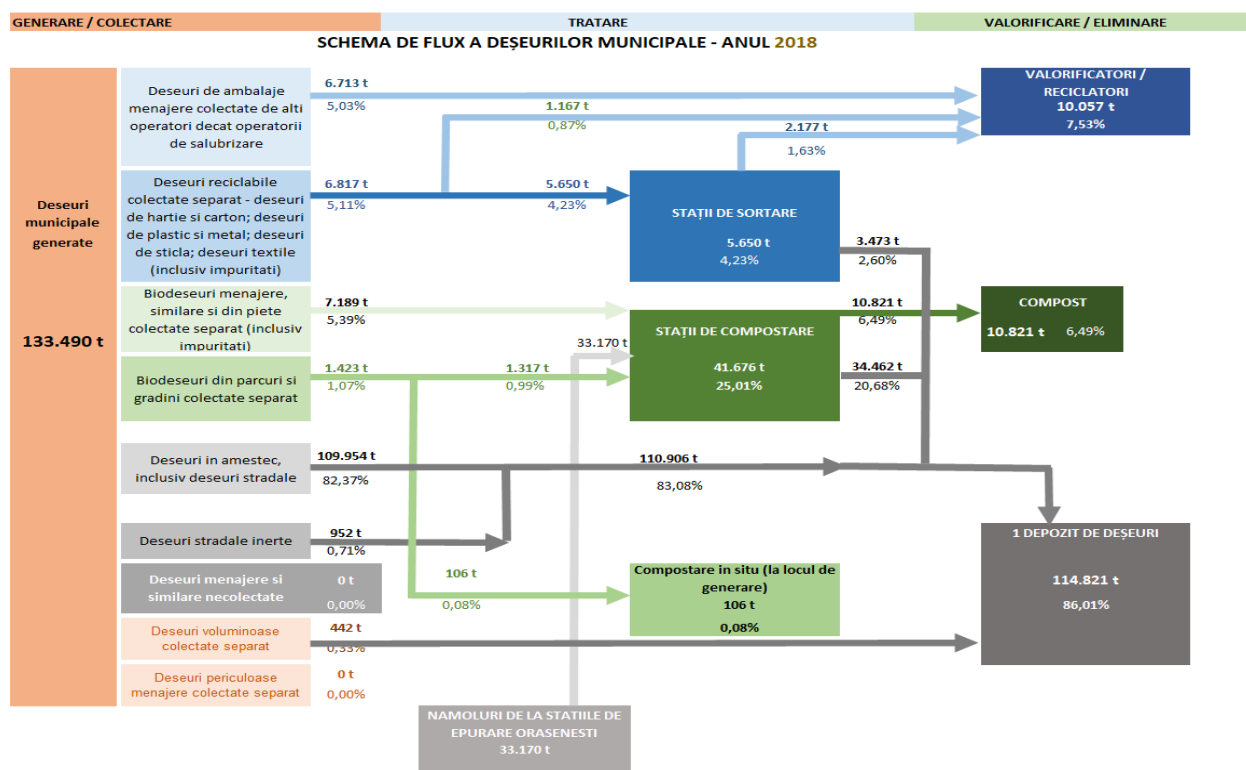 GENERARE / COLECTARE
TRATARE
VALORIFICARE / ELIMINARE
SCHEMA DE FLUX A DEȘEURILOR MUNICIPALE - ANUL 2018
Deseuri
municipale
generate
133.490 t
Deseuri de ambalaje
menajere colectate de alti
operatori decat operatorii
de salubrizare
6.713 t
5,03%
1.167 t
0,87%
2.177 t
1,63%
VALORIFICATORI /
RECICLATORI
10.057 t
7,53%
Deseuri reciclabile
colectate separat - deseuri
de hartie si carton; deseuri
de plastic si metal; deseuri
de sticla; deseuri textile
(inclusiv impuritati)
6.817 t
5,11%
5.650 t
4,23%
STAȚII DE SORTARE
5.650 t
4,23%
3.473 t
2,60%
Biodeseuri menajere,
similare si din piete
colectate separat (inclusiv
impuritati)
7.189 t
5,39%
33.170 t
STAȚII DE COMPOSTARE
41.676 t
25,01%
10.821 t
6,49%
COMPOST
10.821 t 6,49%
Biodeseuri din parcuri si
gradini colectate separat
1.423 t
1,07%
1.317 t
0,99%
34.462 t
20,68%
Deseuri in amestec,
inclusiv deseuri stradale
109.954 t
82,37%
110.906 t
83,08%
Deseuri stradale inerte
952 t
0,71%
1 DEPOZIT DE DEȘEURI
114.821 t
86,01%
Deseuri menajere si
similare necolectate
0 t
0,00%
106 t
0,08%
Compostare in situ (la locul de
generare)
106 t
0,08%
Deseuri voluminoase
colectate separat
442 t
0,33%
Deseuri periculoase
menajere colectate separat
0 t
0,00%
NAMOLURI DE LA STATIILE DE
EPURARE ORASENESTI
33.170 t